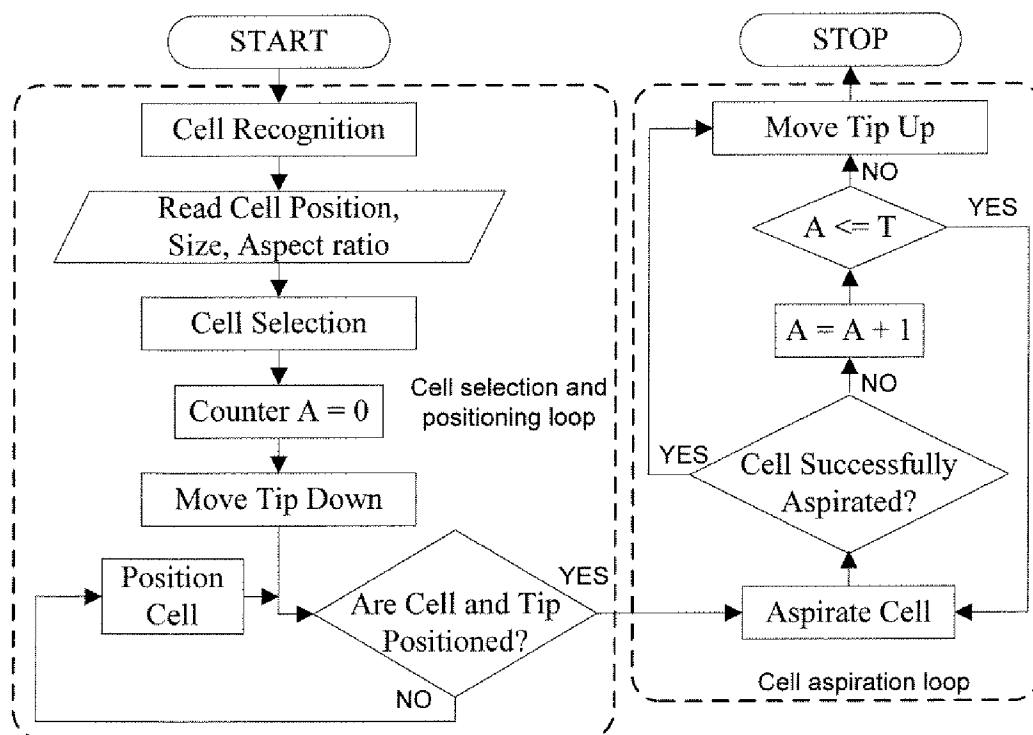 START
Cell Recognition
Read Cell Position,
Size, Aspect ratio
Cell Selection
Counter A = 0
Cell selection and
positioning loop
Move Tip Down
Position
Cell
Are Cell and Tip
Positioned?
YES
NO
STOP
Move Tip Up
NO
YES
A <= T
A = A + 1
NO
YES
Cell Successfully
Aspirated?
Aspirate Cell
Cell aspiration loop